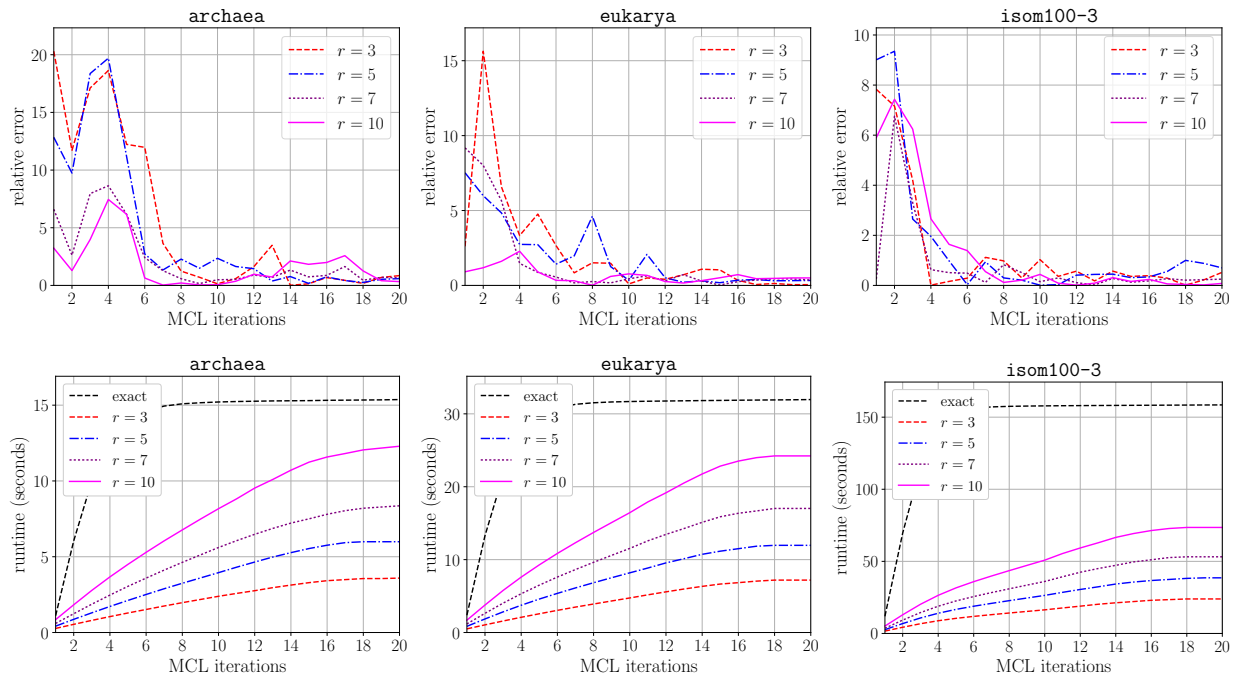 archaea
relative error
20
15
10
5
0
r = 3
r = 5
r = 7
r = 10
2 4 6 8 10 12 14 16 18 20
MCL iterations
eukarya
relative error
15
10
5
0
r = 3
r = 5
r = 7
r = 10
2 4 6 8 10 12 14 16 18 20
MCL iterations
isom100-3
relative error
10
8
6
4
2
0
r = 3
r = 5
r = 7
r = 10
2 4 6 8 10 12 14 16 18 20
MCL iterations
archaea
runtime (seconds)
15
10
5
0
exact
r = 3
r = 5
r = 7
r = 10
2 4 6 8 10 12 14 16 18 20
MCL iterations
eukarya
runtime (seconds)
30
20
10
0
exact
r = 3
r = 5
r = 7
r = 10
2 4 6 8 10 12 14 16 18 20
MCL iterations
isom100-3
runtime (seconds)
150
100
50
0
exact
r = 3
r = 5
r = 7
r = 10
2 4 6 8 10 12 14 16 18 20
MCL iterations